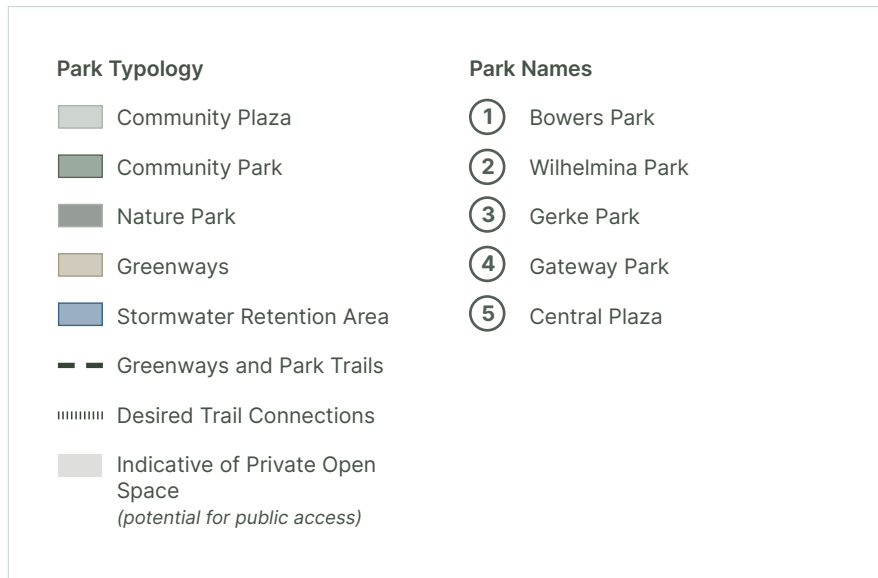 Park Typology
Community Plaza
Community Park
Nature Park
Greenways
Stormwater Retention Area
Greenways and Park Trails
Desired Trail Connections
Indicative of Private Open
Space
(potential for public access)
Park Names
1 Bowers Park
2 Wilhelmina Park
3 Gerke Park
4 Gateway Park
5 Central Plaza